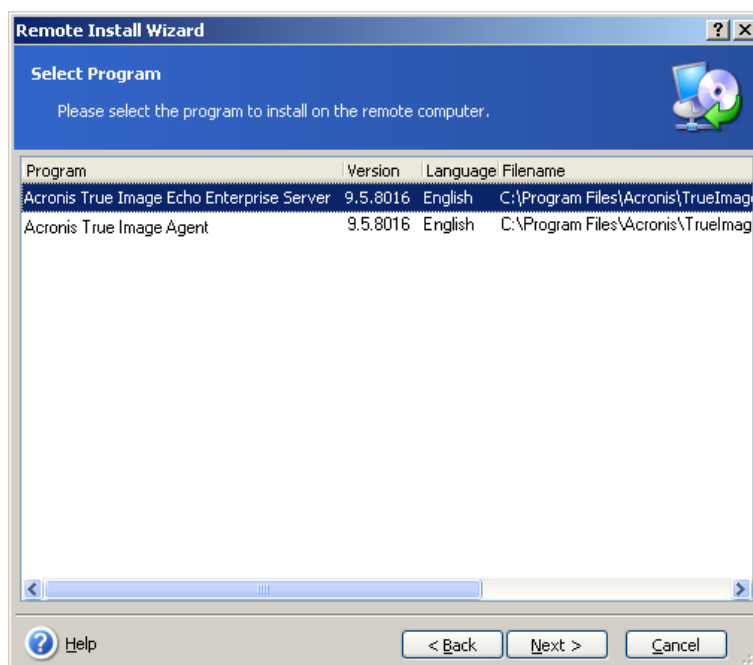 Remote Install Wizard
Select Program
Please select the program to install on the remote computer.
Program Version Language Filename
Acronis True Image Echo Enterprise Server 9.5.8016 English C:\Program Files\Acronis\TrueImag
Acronis True Image Agent 9.5.8016 English C:\Program Files\Acronis\TrueImag
Help < Back Next > Cancel